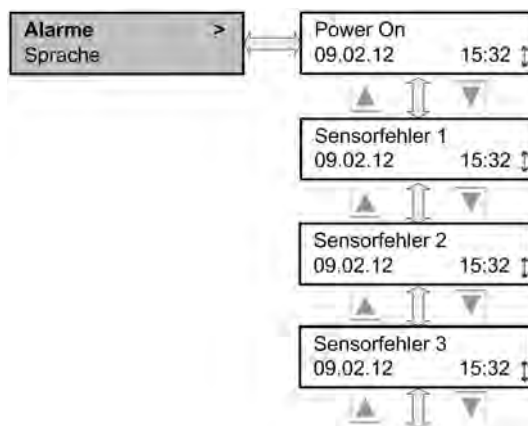 Alarme >
Sprache
Power On
09.02.12 15:32
Sensorfehler 1
09.02.12 15:32
Sensorfehler 2
09.02.12 15:32
Sensorfehler 3
09.02.12 15:32